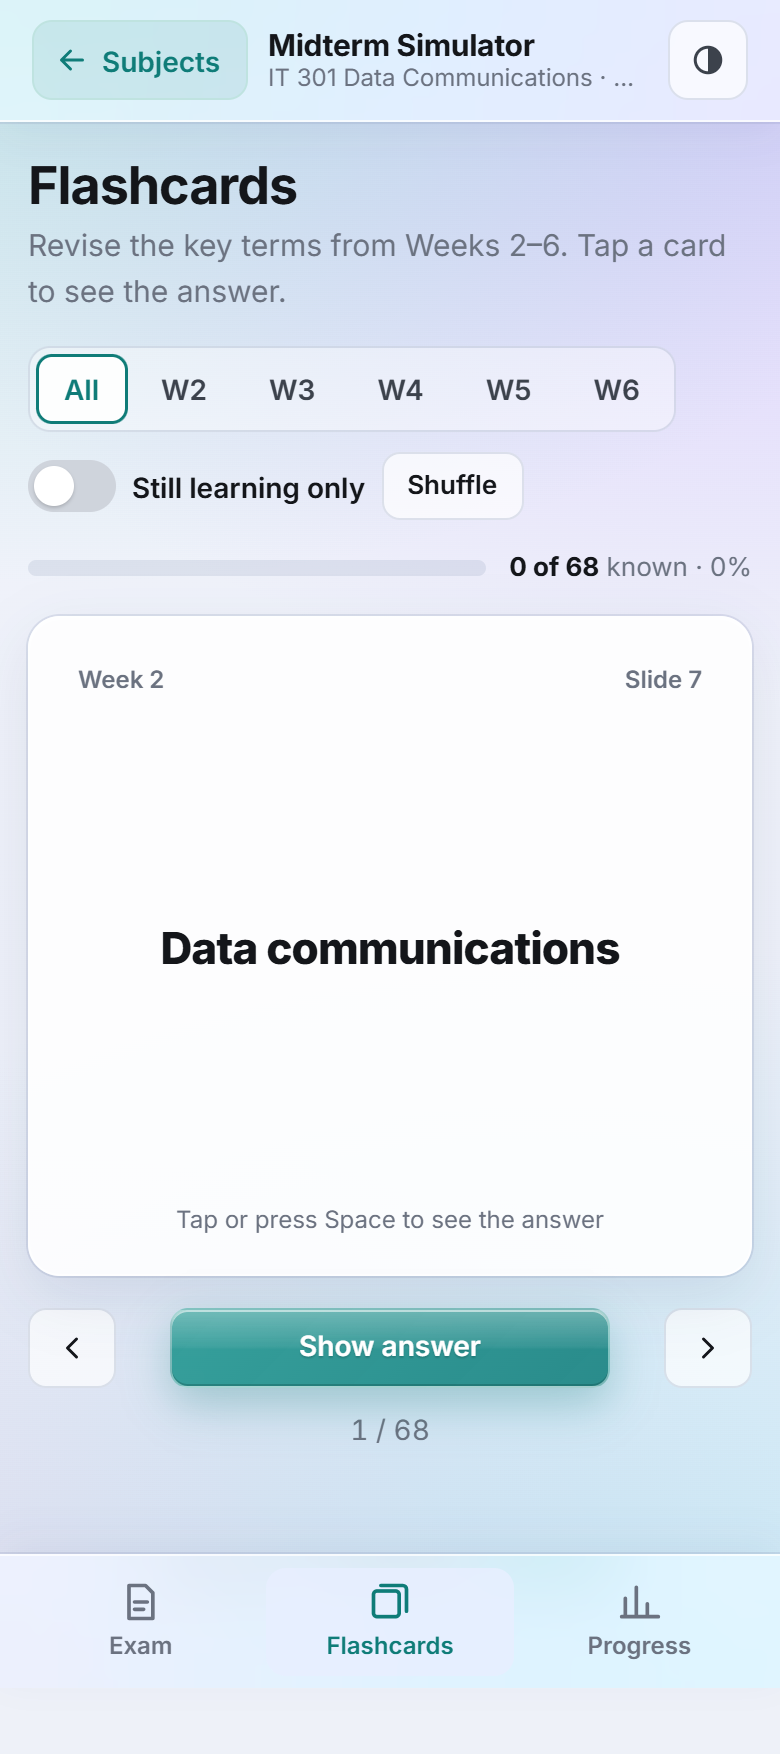 Subjects
Midterm Simulator
IT 301 Data Communications · ...
Flashcards
Revise the key terms from Weeks 2–6. Tap a card
to see the answer.
All W2 W3 W4 W5 W6
Still learning only Shuffle
0 of 68 known · 0%
Week 2 Slide 7
Data communications
Tap or press Space to see the answer
Show answer
1 / 68
Exam Flashcards Progress